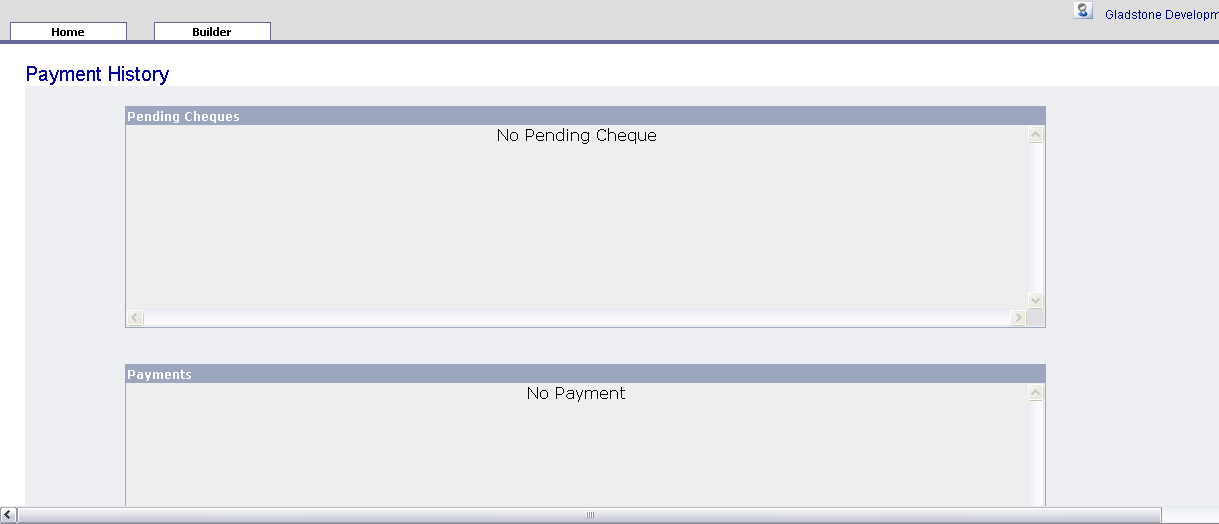 Gladstone Developm
Home
Builder
Payment History
Pending Cheques
No Pending Cheque
Payments
No Payment